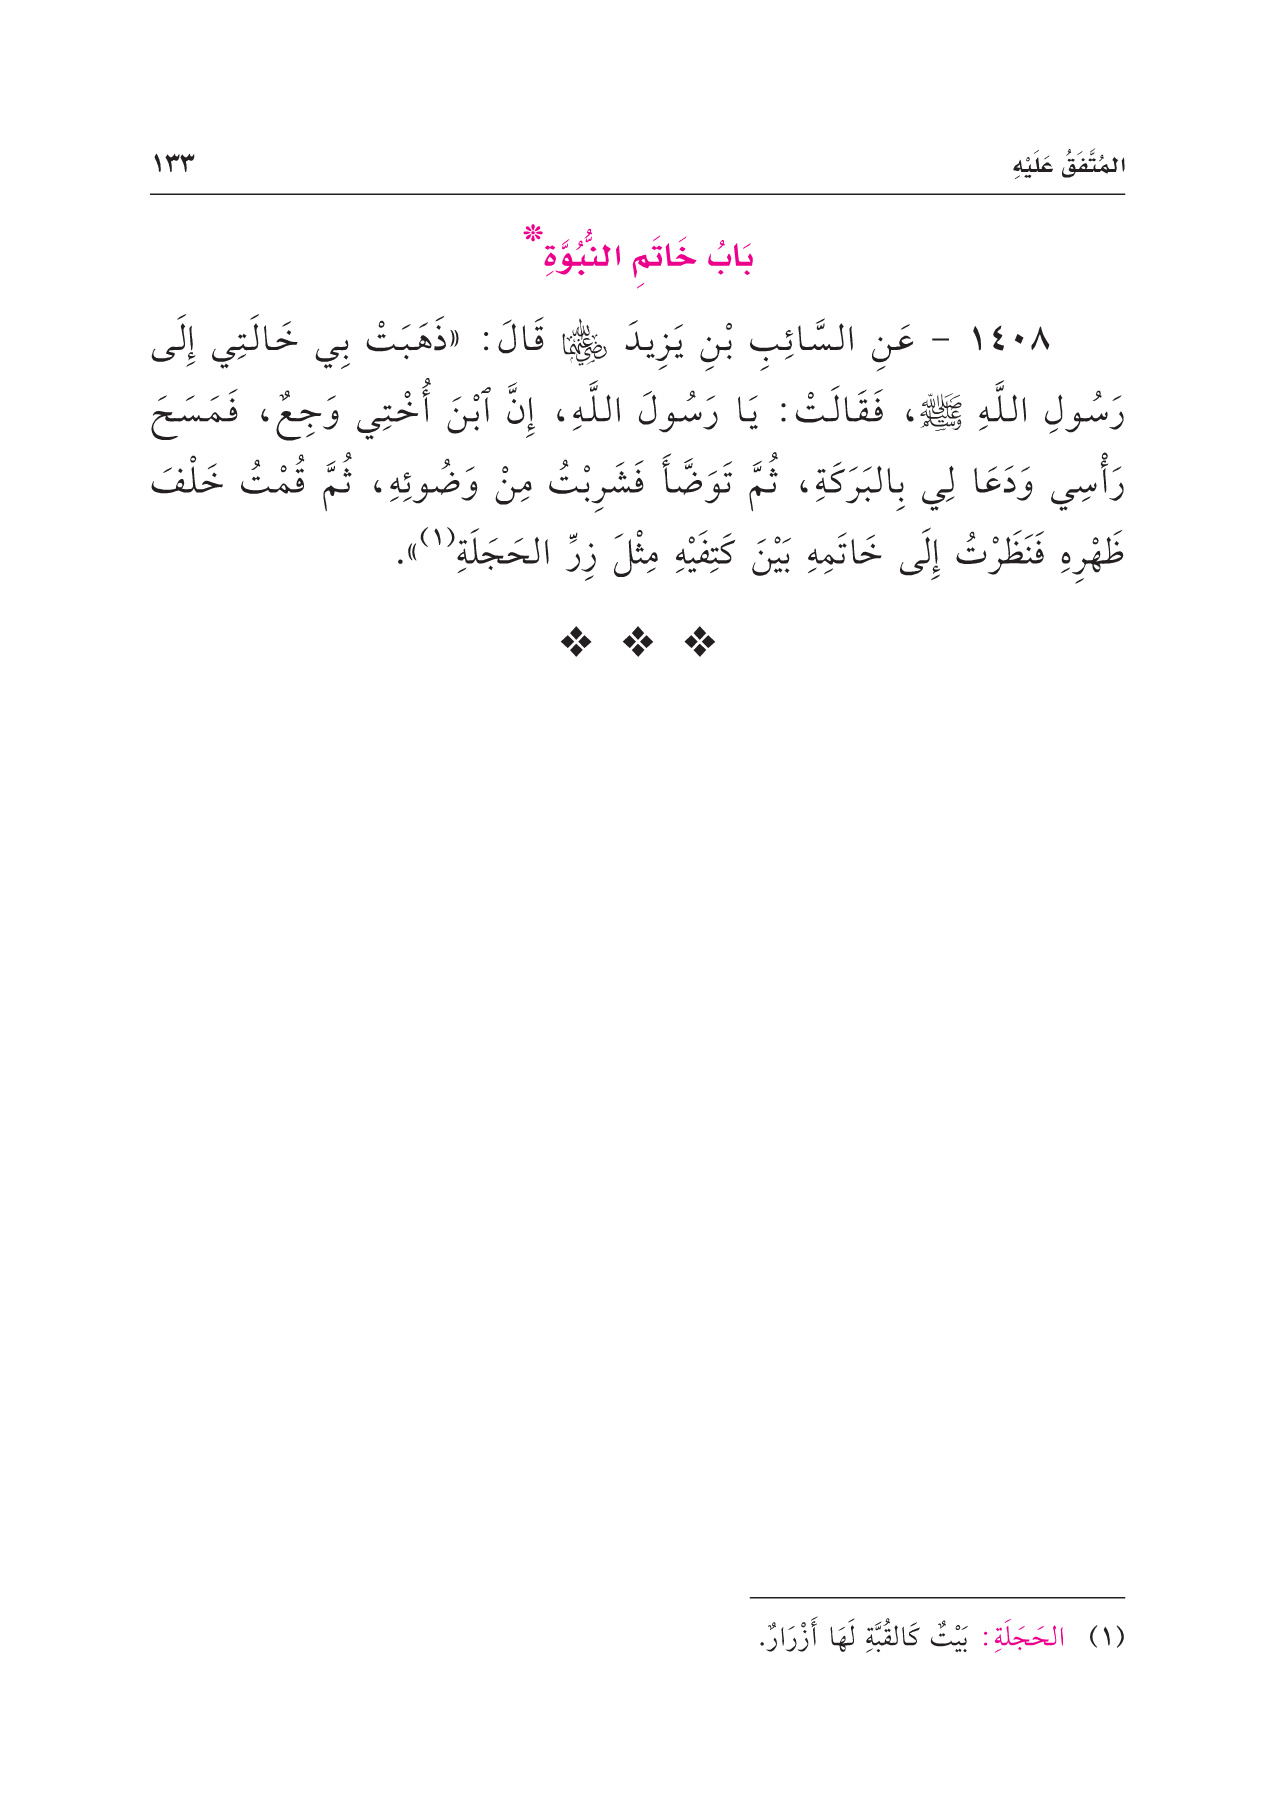 المُتَّفَقُ عَلَيْهِ ١٣٣
بَابُ خَاتَمِ النُّبُوَّةِ*
١٤٠٨ - عَنِ السَّائِبِ بْنِ يَزِيدَ رضي الله عنهما قَالَ: «ذَهَبَتْ بِي خَالَتِي إِلَى
رَسُولِ اللَّهِ ﷺ، فَقَالَتْ: يَا رَسُولَ اللَّهِ، إِنَّ ٱبْنَ أُخْتِي وَجِعٌ، فَمَسَحَ
رَأْسِي وَدَعَا لِي بِالبَرَكَةِ، ثُمَّ تَوَضَّأَ فَشَرِبْتُ مِنْ وَضُوئِهِ، ثُمَّ قُمْتُ خَلْفَ
ظَهْرِهِ فَنَظَرْتُ إِلَى خَاتَمِهِ بَيْنَ كَتِفَيْهِ مِثْلَ زِرِّ الحَجَلَةِ(١)».
(١) الحَجَلَةِ: بَيْتٌ كَالقُبَّةِ لَهَا أَزْرَارٌ.